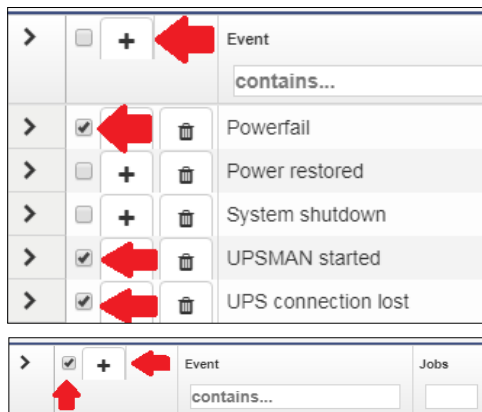 Event
contains...
Powerfail
Power restored
System shutdown
UPSMAN started
UPS connection lost
Event Jobs
contains...